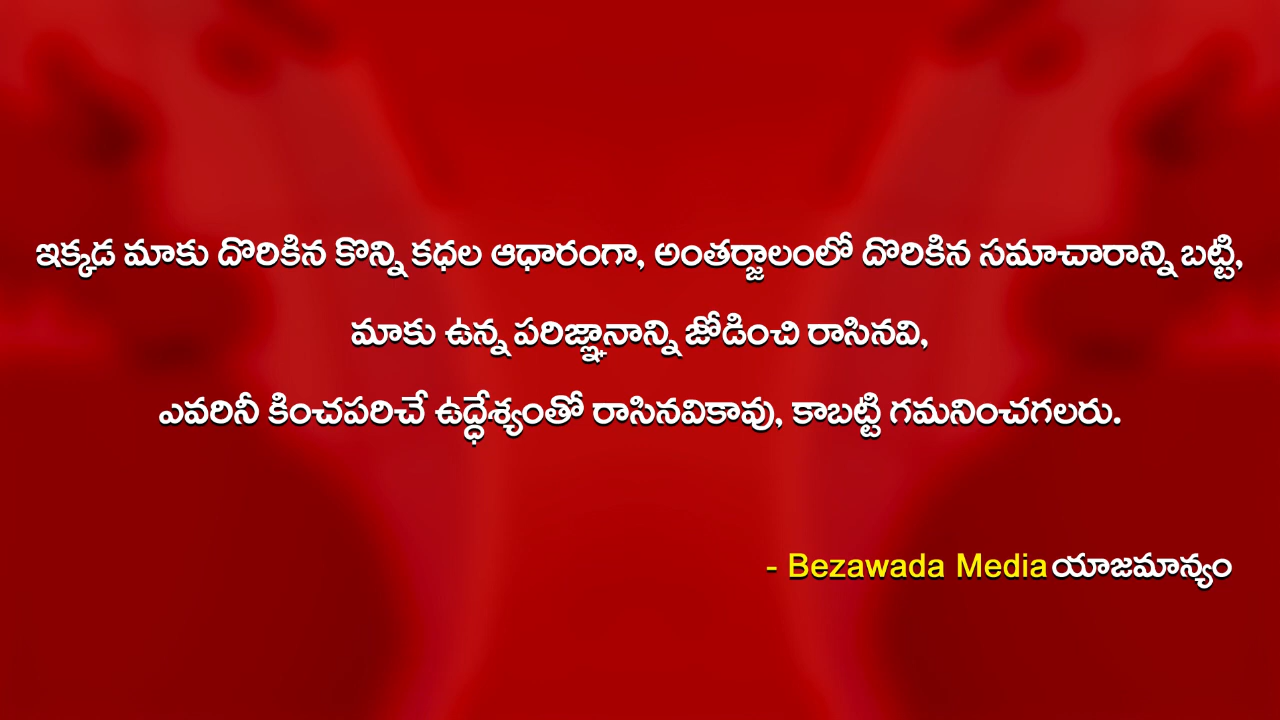 ఇక్కడ మాకు దొరికిన కొన్ని కధల ఆధారంగా, అంతర్జాలంలో దొరికిన సమాచారాన్ని బట్టి,
మాకు ఉన్న పరిజ్ఞానాన్ని జోడించి రాసినవి,
ఎవరినీ కించపరిచే ఉద్ధేశ్యంతో రాసినవికావు, కాబట్టి గమనించగలరు.
- Bezawada Media యాజమాన్యం